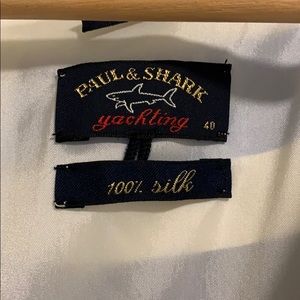 PAUL & SHARK
yachting 40
100% silk